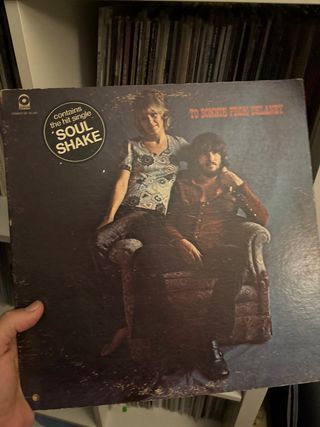 contains
the hit single
'SOUL
SHAKE'
TO BONNIE FROM DELANEY